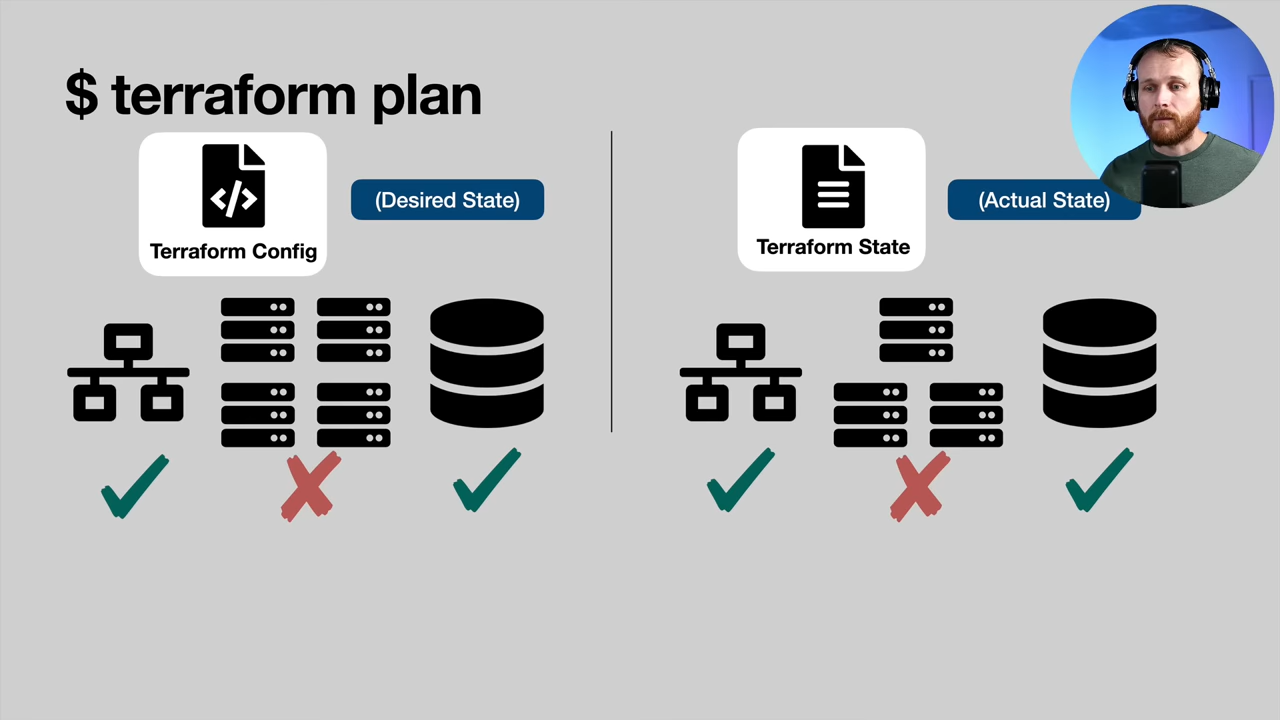 $ terraform plan
Terraform Config
(Desired State)
Terraform State
(Actual State)